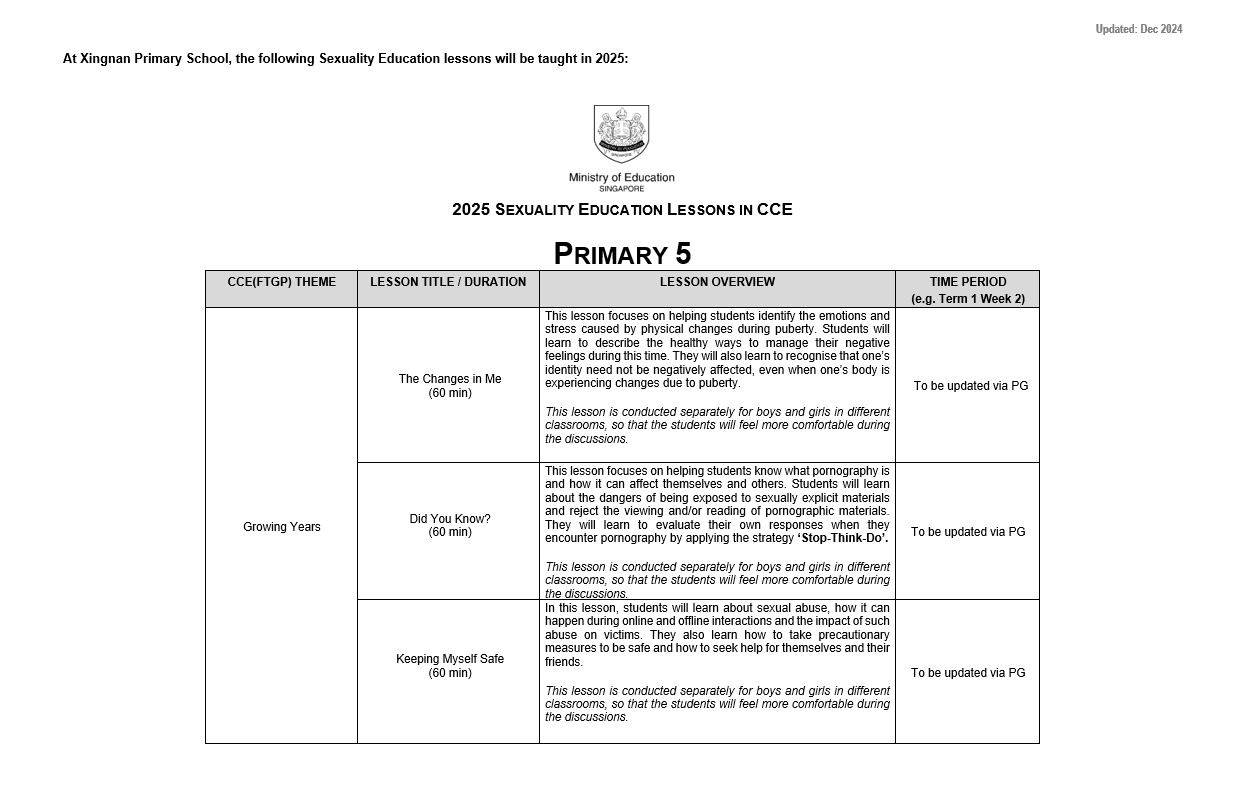 Updated: Dec 2024
At Xingnan Primary School, the following Sexuality Education lessons will be taught in 2025:
Ministry of Education
SINGAPORE
2025 SEXUALITY EDUCATION LESSONS IN CCE
PRIMARY 5
CCE(FTGP) THEME
LESSON TITLE / DURATION
LESSON OVERVIEW
TIME PERIOD
(e.g. Term 1 Week 2)
Growing Years
The Changes in Me
(60 min)
This lesson focuses on helping students identify the emotions and
stress caused by physical changes during puberty. Students will
learn to describe the healthy ways to manage their negative
feelings during this time. They will also learn to recognise that one's
identity need not be negatively affected, even when one's body is
experiencing changes due to puberty.
This lesson is conducted separately for boys and girls in different
classrooms, so that the students will feel more comfortable during
the discussions.
To be updated via PG
Did You Know?
(60 min)
This lesson focuses on helping students know what pornography is
and how it can affect themselves and others. Students will learn
about the dangers of being exposed to sexually explicit materials
and reject the viewing and/or reading of pornographic materials.
They will learn to evaluate their own responses when they
encounter pornography by applying the strategy ‘Stop-Think-Do’.
This lesson is conducted separately for boys and girls in different
classrooms, so that the students will feel more comfortable during
the discussions.
To be updated via PG
Keeping Myself Safe
(60 min)
In this lesson, students will learn about sexual abuse, how it can
happen during online and offline interactions and the impact of such
abuse on victims. They also learn how to take precautionary
measures to be safe and how to seek help for themselves and their
friends.
This lesson is conducted separately for boys and girls in different
classrooms, so that the students will feel more comfortable during
the discussions.
To be updated via PG